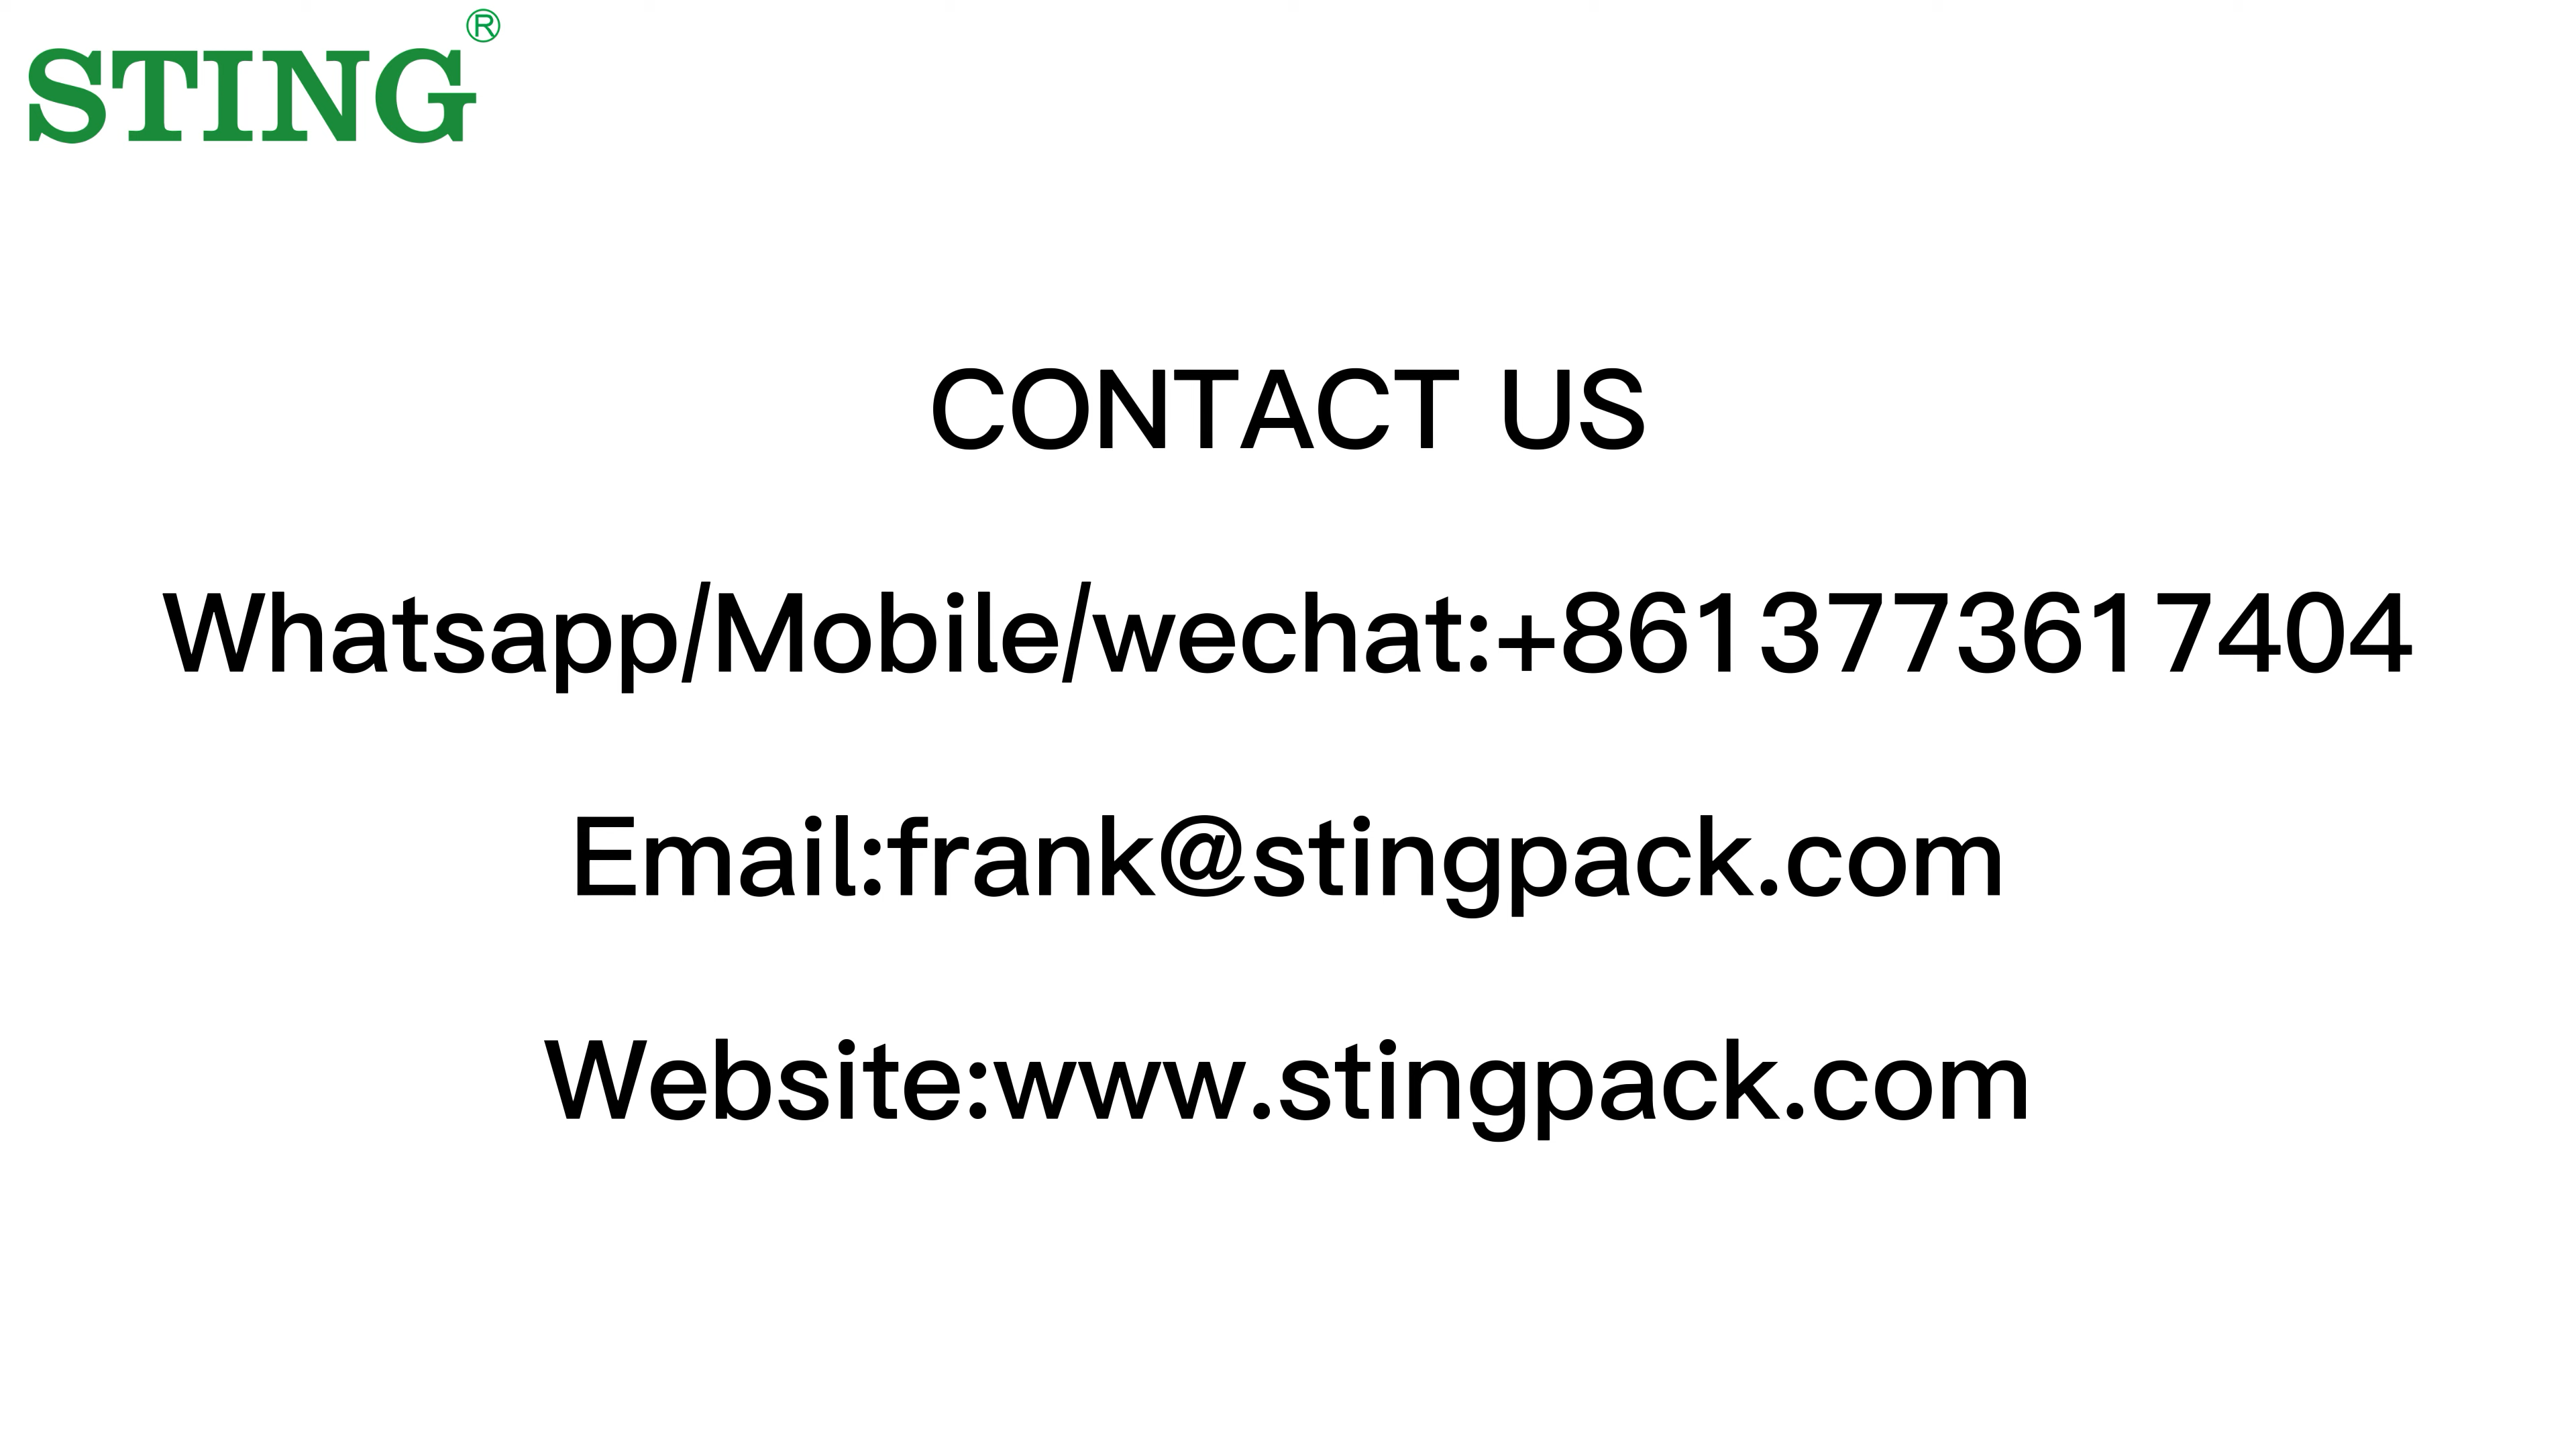 STING®
CONTACT US
Whatsapp/Mobile/wechat:+8613773617404
Email:frank@stingpack.com
Website:www.stingpack.com